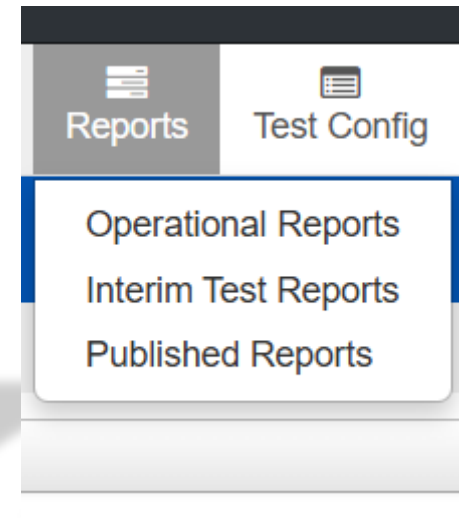 Reports
Test Config
Operational Reports
Interim Test Reports
Published Reports